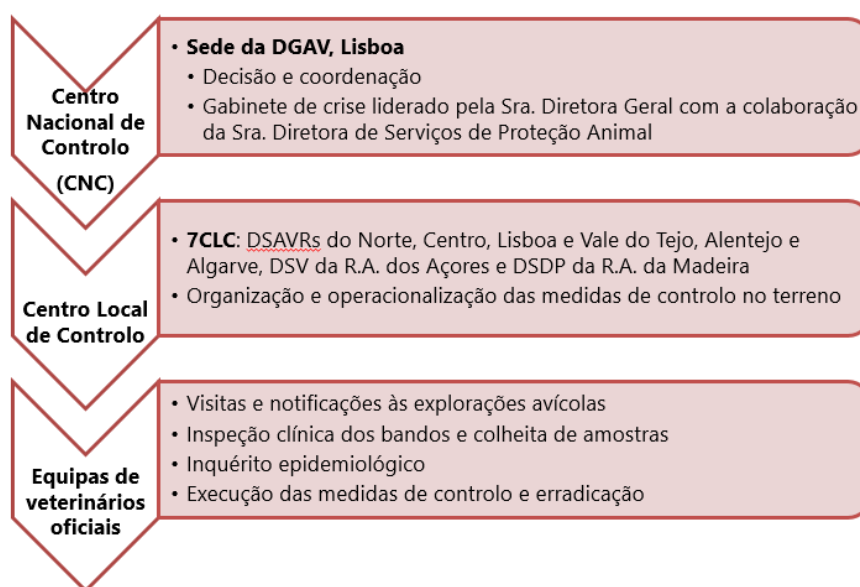 Centro
Nacional de
Controlo
(CNC)
• Sede da DGAV, Lisboa
• Decisão e coordenação
• Gabinete de crise liderado pela Sra. Diretora Geral com a colaboração
da Sra. Diretora de Serviços de Proteção Animal
Centro Local
de Controlo
• 7CLC: DSAVRs do Norte, Centro, Lisboa e Vale do Tejo, Alentejo e
Algarve, DSV da R.A. dos Açores e DSDP da R.A. da Madeira
• Organização e operacionalização das medidas de controlo no terreno
Equipas de
veterinários
oficiais
• Visitas e notificações às explorações avícolas
• Inspeção clínica dos bandos e colheita de amostras
• Inquérito epidemiológico
• Execução das medidas de controlo e erradicação